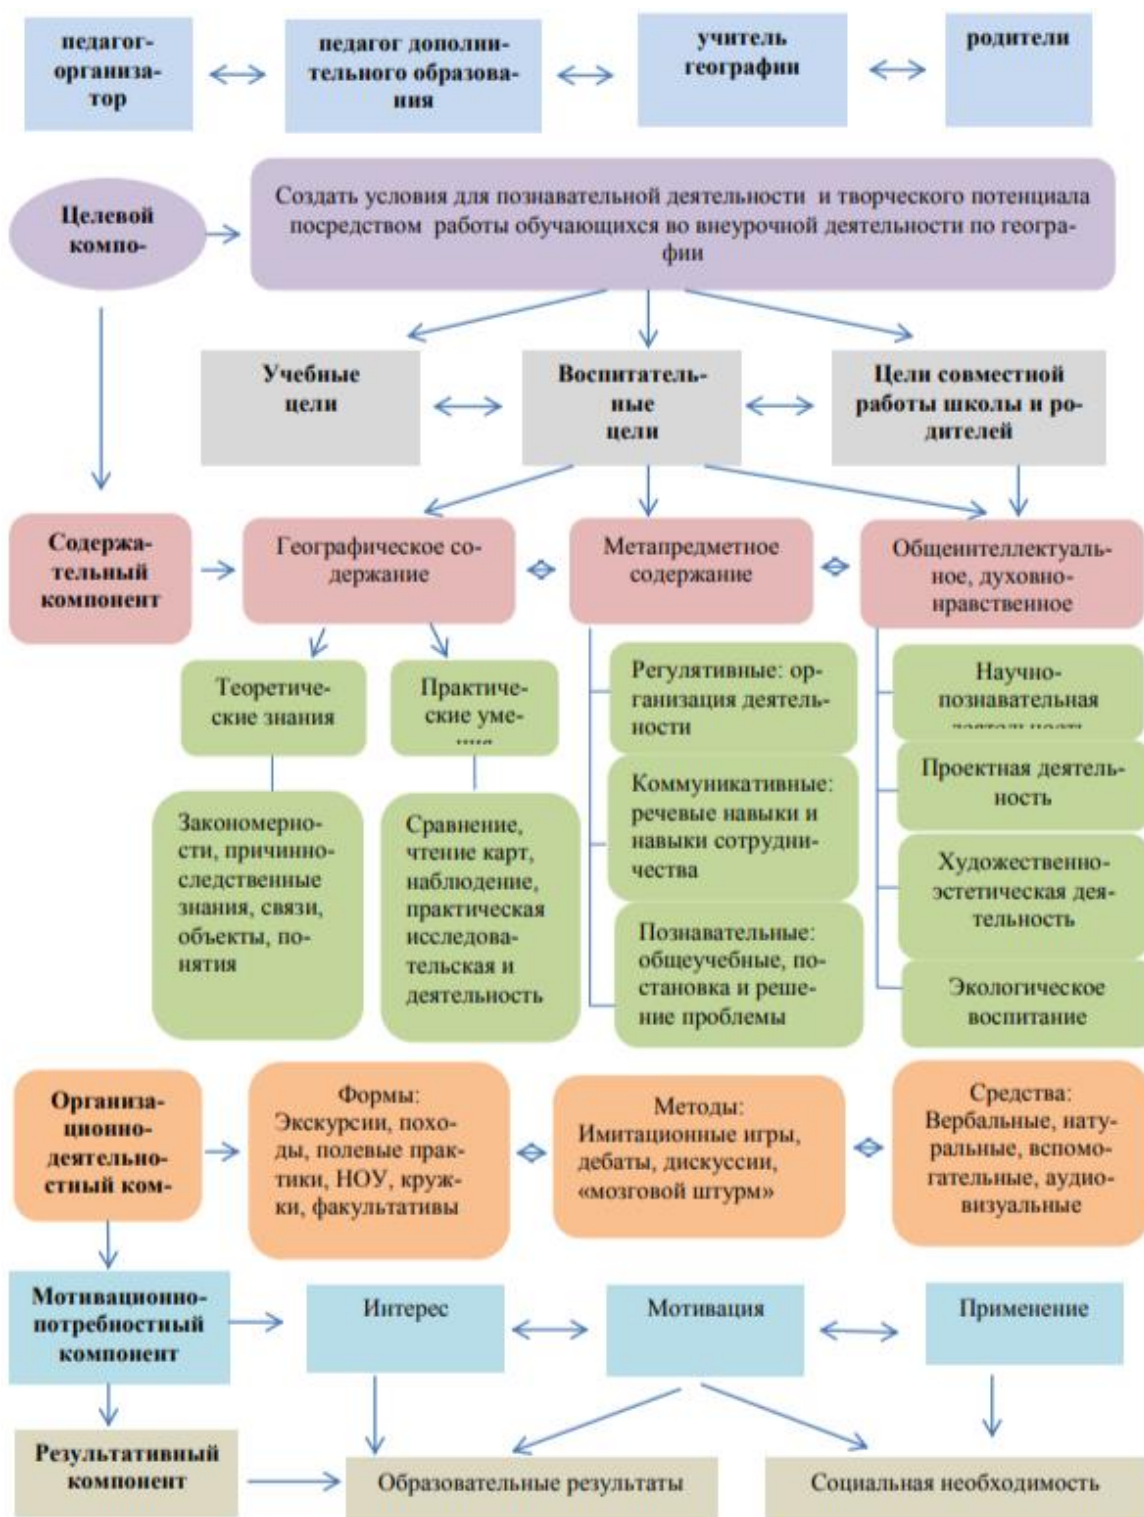 педагог-
организа-
тор
педагог дополни-
тельного образова-
ния
учитель
географии
родители
Целевой
компо-
Создать условия для познавательной деятельности и творческого потенциала
посредством работы обучающихся во внеурочной деятельности по геогра-
фии
Учебные
цели
Воспитатель-
ные
цели
Цели совместной
работы школы и ро-
дителей
Содержа-
тельный
компонент
Географическое со-
держание
Метапредметное
содержание
Общеинтеллектуаль-
ное, духовно-
нравственное
Теоретиче-
ские знания
Практиче-
ские уме-
ния
Закономерно-
сти, причинно-
следственные
знания, связи,
объекты, по-
нятия
Сравнение,
чтение карт,
наблюдение,
практическая
исследова-
тельская и
деятельность
Регулятивные: ор-
ганизация деятель-
ности
Коммуникативные:
речевые навыки и
навыки сотрудни-
чества
Познавательные:
общеучебные, по-
становка и реше-
ние проблемы
Научно-
познавательная
деятельность
Проектная деятель-
ность
Художественно-
эстетическая дея-
тельность
Экологическое
воспитание
Организа-
ционно-
деятельно-
стный ком-
Формы:
Экскурсии, похо-
ды, полевые прак-
тики, НОУ, круж-
ки, факультативы
Методы:
Имитационные игры,
дебаты, дискуссии,
«мозговой штурм»
Средства:
Вербальные, нату-
ральные, вспомо-
гательные, аудио-
визуальные
Мотивационно-
потребностный
компонент
Интерес
Мотивация
Применение
Результативный
компонент
Образовательные результаты
Социальная необходимость